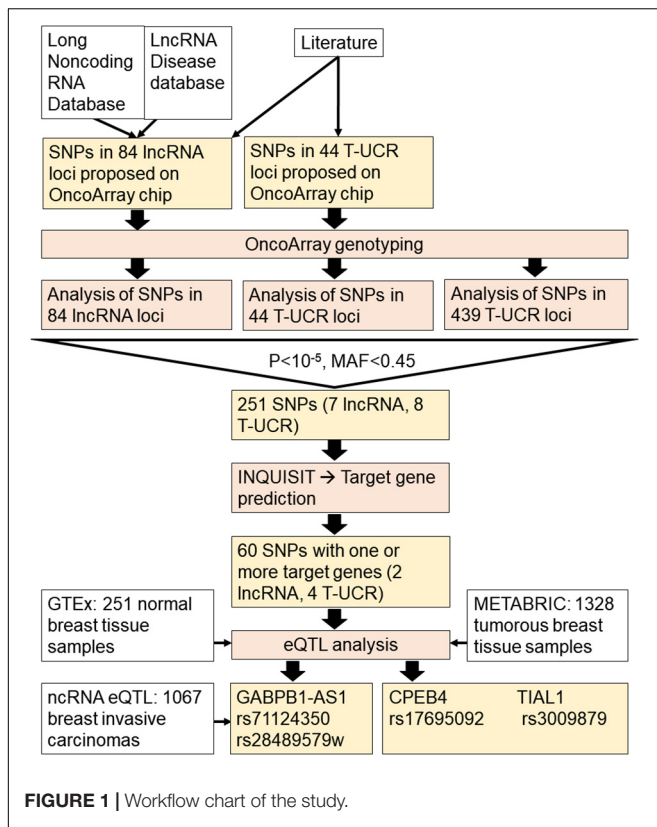 Long
Noncoding
RNA
Database
LncRNA
Disease
database
Literature
SNPs in 84 lncRNA
loci proposed on
OncoArray chip
SNPs in 44 T-UCR
loci proposed on
OncoArray chip
OncoArray genotyping
Analysis of SNPs in
84 lncRNA loci
Analysis of SNPs in
44 T-UCR loci
Analysis of SNPs in
439 T-UCR loci
P<10-5, MAF<0.45
251 SNPs (7 lncRNA, 8
T-UCR)
INQUISIT → Target gene
prediction
60 SNPs with one or
more target genes (2
lncRNA, 4 T-UCR)
GTEx: 251 normal
breast tissue
samples
METABRIC: 1328
tumorous breast
tissue samples
eQTL analysis
ncRNA eQTL: 1067
breast invasive
carcinomas
GABPB1-AS1
rs71124350
rs28489579w
CPEB4 TIAL1
rs17695092 rs3009879
FIGURE 1 | Workflow chart of the study.